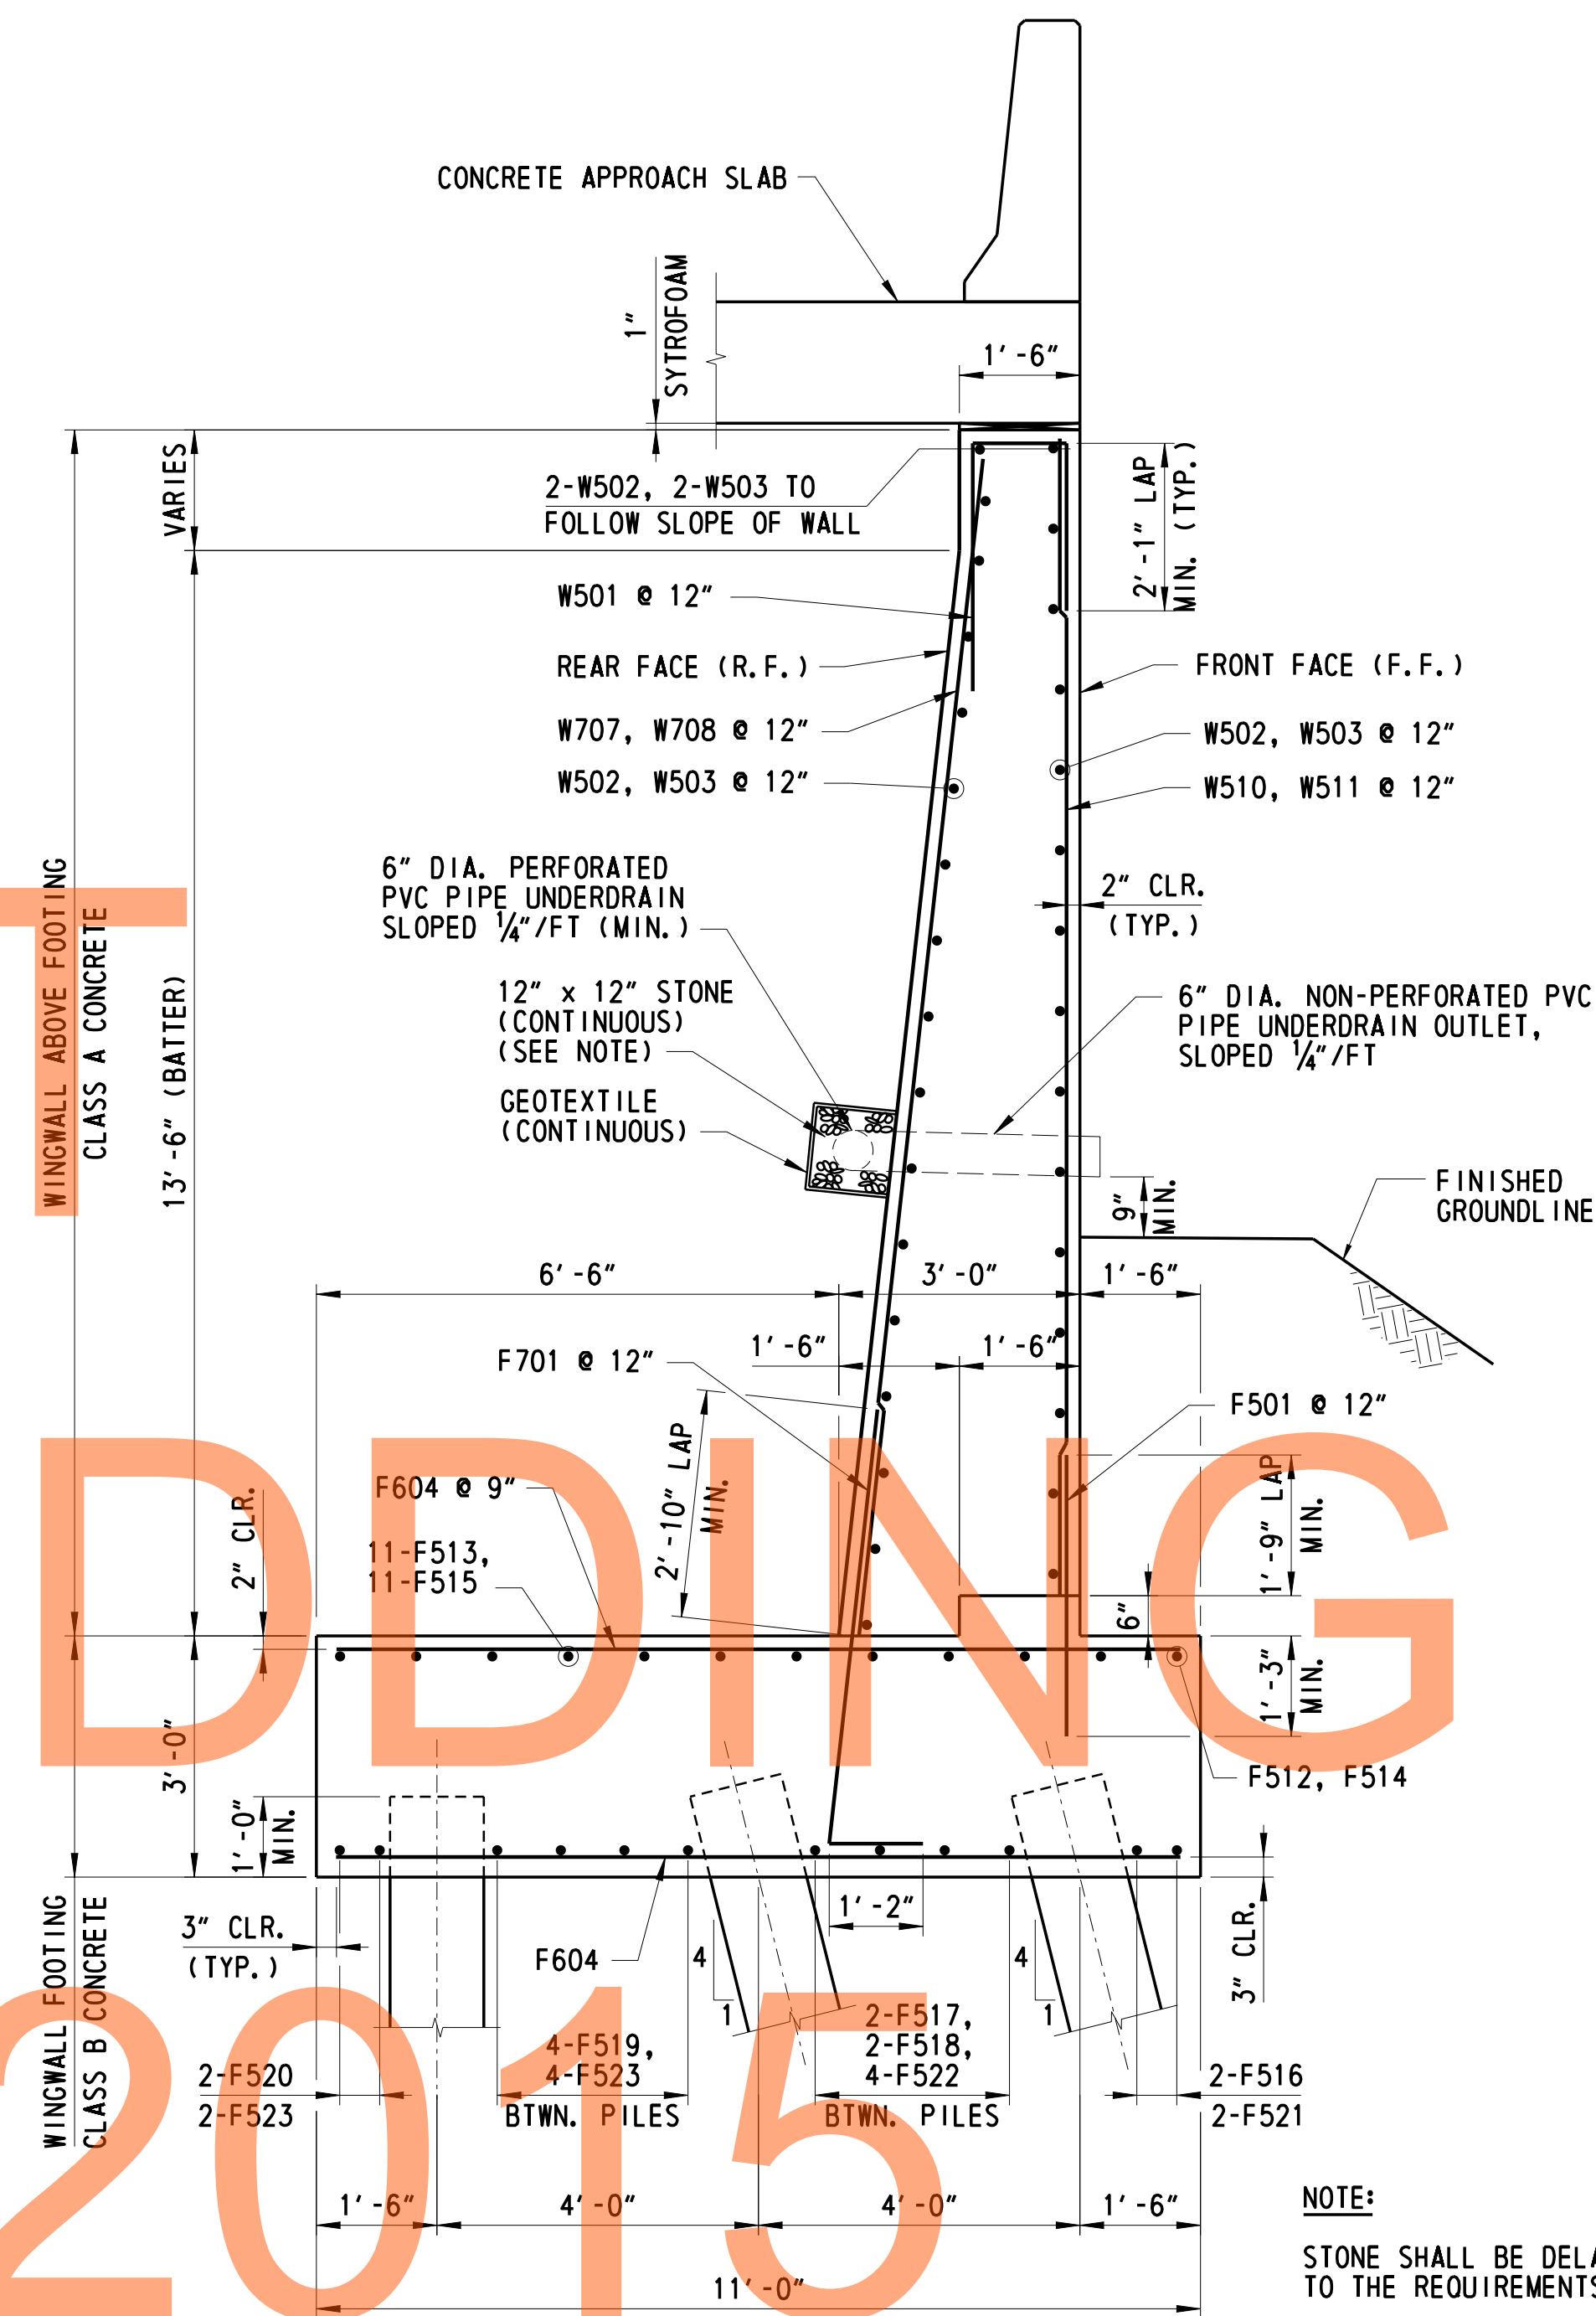 CONCRETE APPROACH SLAB
1"
SYTROFOAM
1'-6"
VARIES
2-W502, 2-W503 TO
FOLLOW SLOPE OF WALL
2'-1" LAP
MIN. (TYP.)
W501 @ 12"
REAR FACE (R.F.)
FRONT FACE (F.F.)
W707, W708 @ 12"
W502, W503 @ 12"
W502, W503 @ 12"
W510, W511 @ 12"
WINGWALL ABOVE FOOTING
CLASS A CONCRETE
13'-6" (BATTER)
6" DIA. PERFORATED
PVC PIPE UNDERDRAIN
SLOPED ¼"/FT (MIN.)
2" CLR.
(TYP.)
12" x 12" STONE
(CONTINUOUS)
(SEE NOTE)
6" DIA. NON-PERFORATED PVC
PIPE UNDERDRAIN OUTLET,
SLOPED ¼"/FT
GEOTEXTILE
(CONTINUOUS)
9"
MIN.
FINISHED
GROUNDLINE
6'-6"
3'-0"
1'-6"
1'-6"
1'-6"
F701 @ 12"
F501 @ 12"
2'-10" LAP
MIN.
1'-9" LAP
MIN.
F604 @ 9"
2" CLR.
11-F513,
11-F515
6"
1'-3"
MIN.
3'-0"
1'-0"
MIN.
F512, F514
WINGWALL FOOTING
CLASS B CONCRETE
3" CLR.
(TYP.)
F604
1'-2"
4
1
4
1
3" CLR.
2-F520
2-F523
4-F519,
4-F523
BTWN. PILES
2-F517,
2-F518,
4-F522
BTWN. PILES
2-F516
2-F521
1'-6"
4'-0"
4'-0"
1'-6"
11'-0"
NOTE:
STONE SHALL BE DELA
TO THE REQUIREMENTS
T
DDING
2015